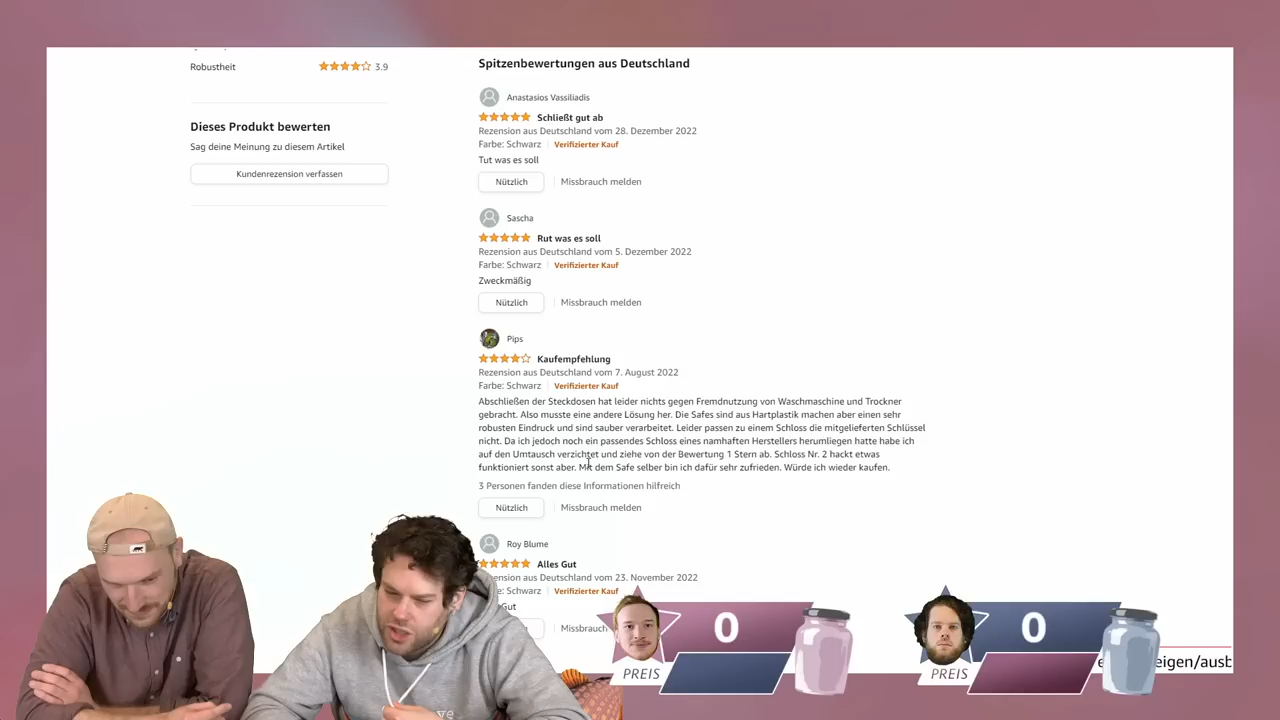 Robustheit 3.9
Dieses Produkt bewerten
Sag deine Meinung zu diesem Artikel
Kundenrezension verfassen
Spitzenbewertungen aus Deutschland
Anastasios Vassiliadis
Schließt gut ab
Rezension aus Deutschland vom 28. Dezember 2022
Farbe: Schwarz Verifizierter Kauf
Tut was es soll
Nützlich Missbrauch melden
Sascha
Rut was es soll
Rezension aus Deutschland vom 5. Dezember 2022
Farbe: Schwarz Verifizierter Kauf
Zweckmäßig
Nützlich Missbrauch melden
Pips
Kaufempfehlung
Rezension aus Deutschland vom 7. August 2022
Farbe: Schwarz Verifizierter Kauf
Abschließen der Steckdosen hat leider nichts gegen Fremdnutzung von Waschmaschine und Trockner
gebracht. Also musste eine andere Lösung her. Die Safes sind aus Hartplastik machen aber einen sehr
robusten Eindruck und sind sauber verarbeitet. Leider passen zu einem Schloss die mitgelieferten Schlüssel
nicht. Da ich jedoch noch ein passendes Schloss eines namhaften Herstellers herumliegen hatte habe ich
auf den Umtausch verzichtet und ziehe von der Bewertung 1 Stern ab. Schloss Nr. 2 hackt etwas
funktioniert sonst aber. Mit dem Safe selber bin ich dafür sehr zufrieden. Würde ich wieder kaufen.
3 Personen fanden diese Informationen hilfreich
Nützlich Missbrauch melden
Roy Blume
Alles Gut
ension aus Deutschland vom 23. November 2022
e: Schwarz Verifizierter Kauf
Gut
Missbrauch
0 0
PREIS PREIS
eigen/ausb